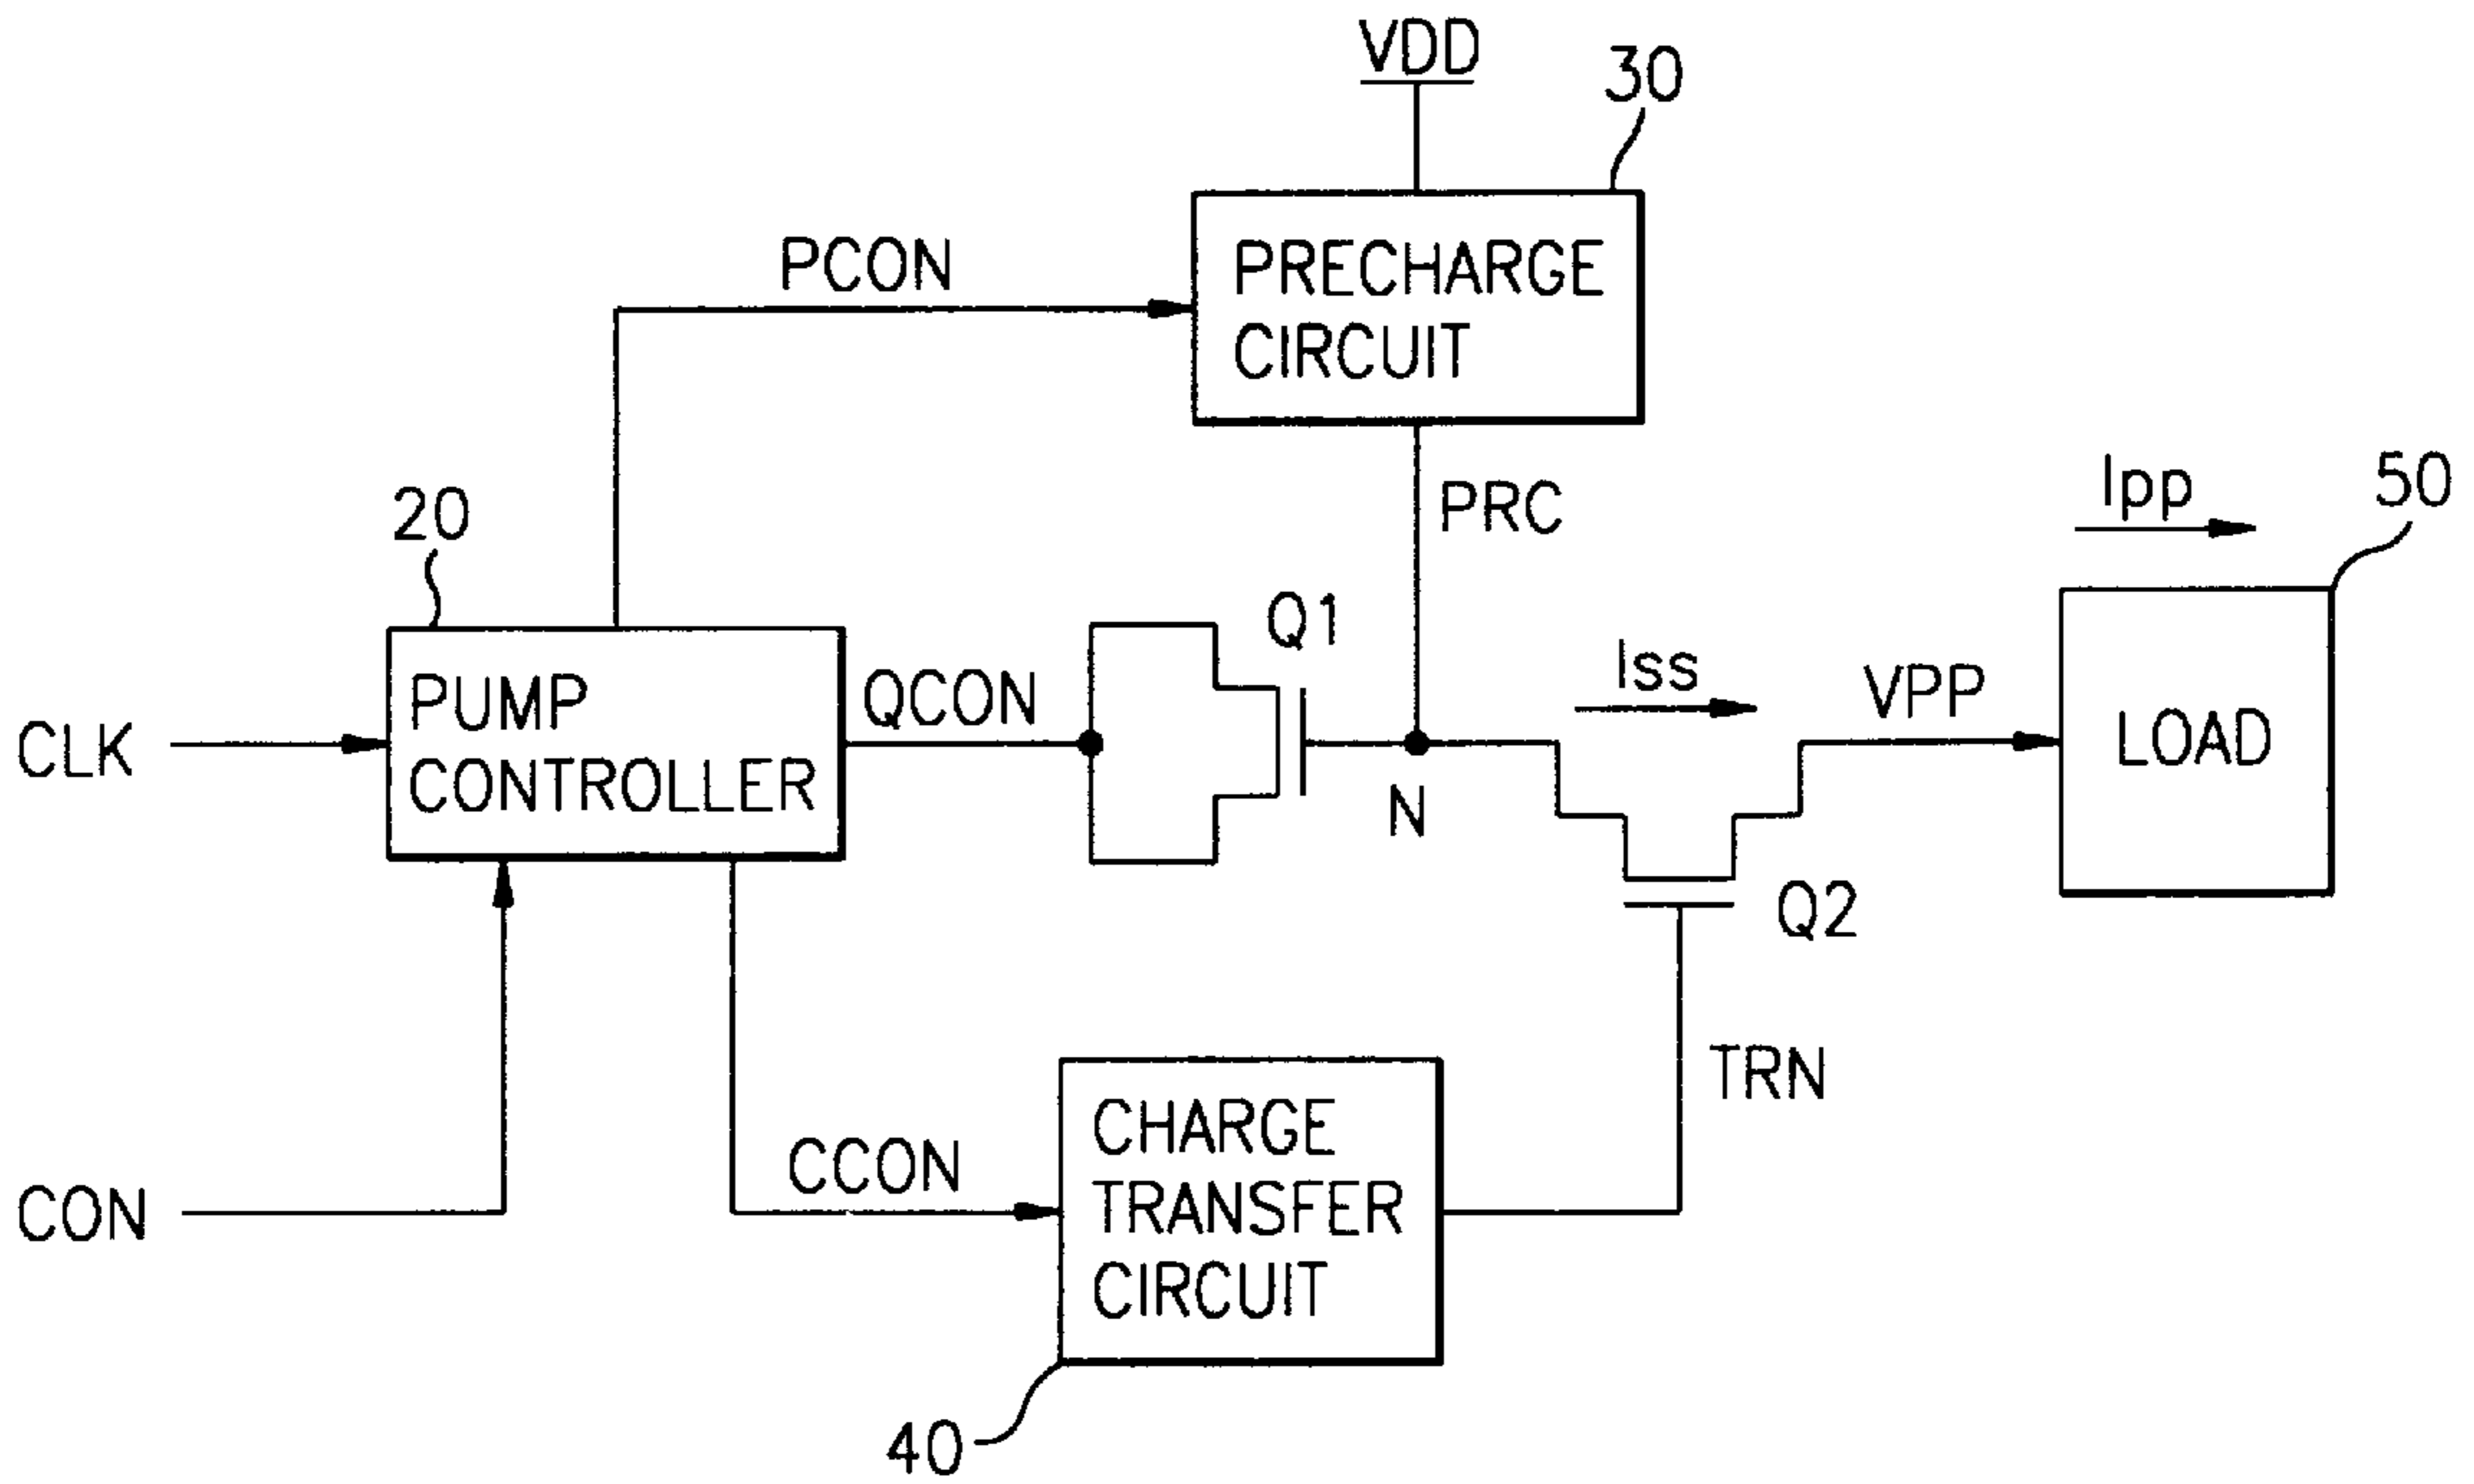 VDD
30
PCON
PRECHARGE
CIRCUIT
PRC
Ipp
50
20
Q1
Iss
VPP
LOAD
PUMP
CONTROLLER
QCON
CLK
N
Q2
TRN
CHARGE
TRANSFER
CIRCUIT
CCON
CON
40